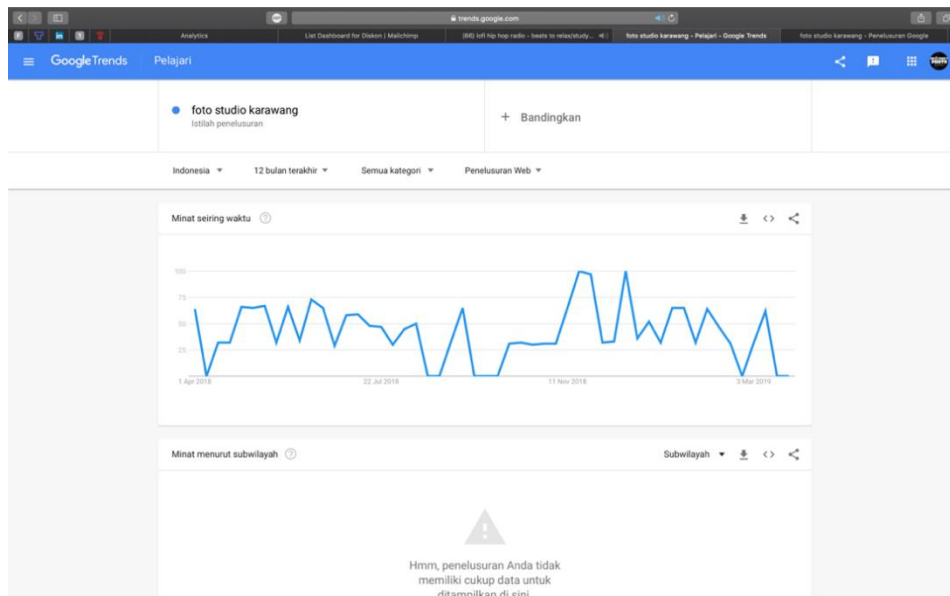 trends.google.com
Analytics
List Dashboard for Diskon | Mailchimp
(66) lofi hip hop radio - beats to relax/study...
foto studio karawang - Pelajari - Google Trends
foto studio karawang - Penelusuran Google
Google Trends
Pelajari
foto studio karawang
Istilah penelusuran
+ Bandingkan
Indonesia
12 bulan terakhir
Semua kategori
Penelusuran Web
Minat seiring waktu
100
75
50
25
1 Apr 2018
22 Jul 2018
11 Nov 2018
3 Mar 2019
Minat menurut subwilayah
Subwilayah
Hmm, penelusuran Anda tidak
memiliki cukup data untuk
ditampilkan di sini.